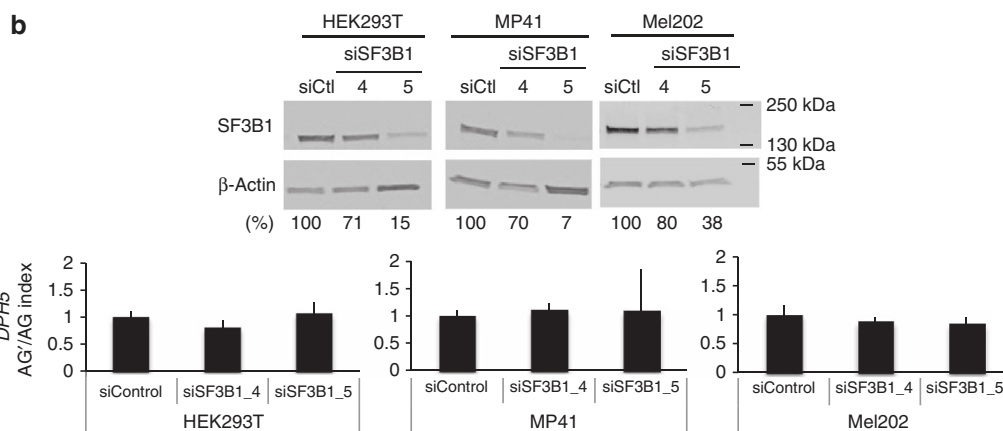 b
HEK293T MP41 Mel202
siSF3B1 siSF3B1 siSF3B1
siCtl 4 5 siCtl 4 5 siCtl 4 5
250 kDa
SF3B1
130 kDa
55 kDa
β-Actin
(%) 100 71 15 100 70 7 100 80 38
DPH5
AG′/AG index
2 2 2
1.5 1.5 1.5
1 1 1
0.5 0.5 0.5
0 0 0
siControl siSF3B1_4 siSF3B1_5 siControl siSF3B1_4 siSF3B1_5 siControl siSF3B1_4 siSF3B1_5
HEK293T MP41 Mel202